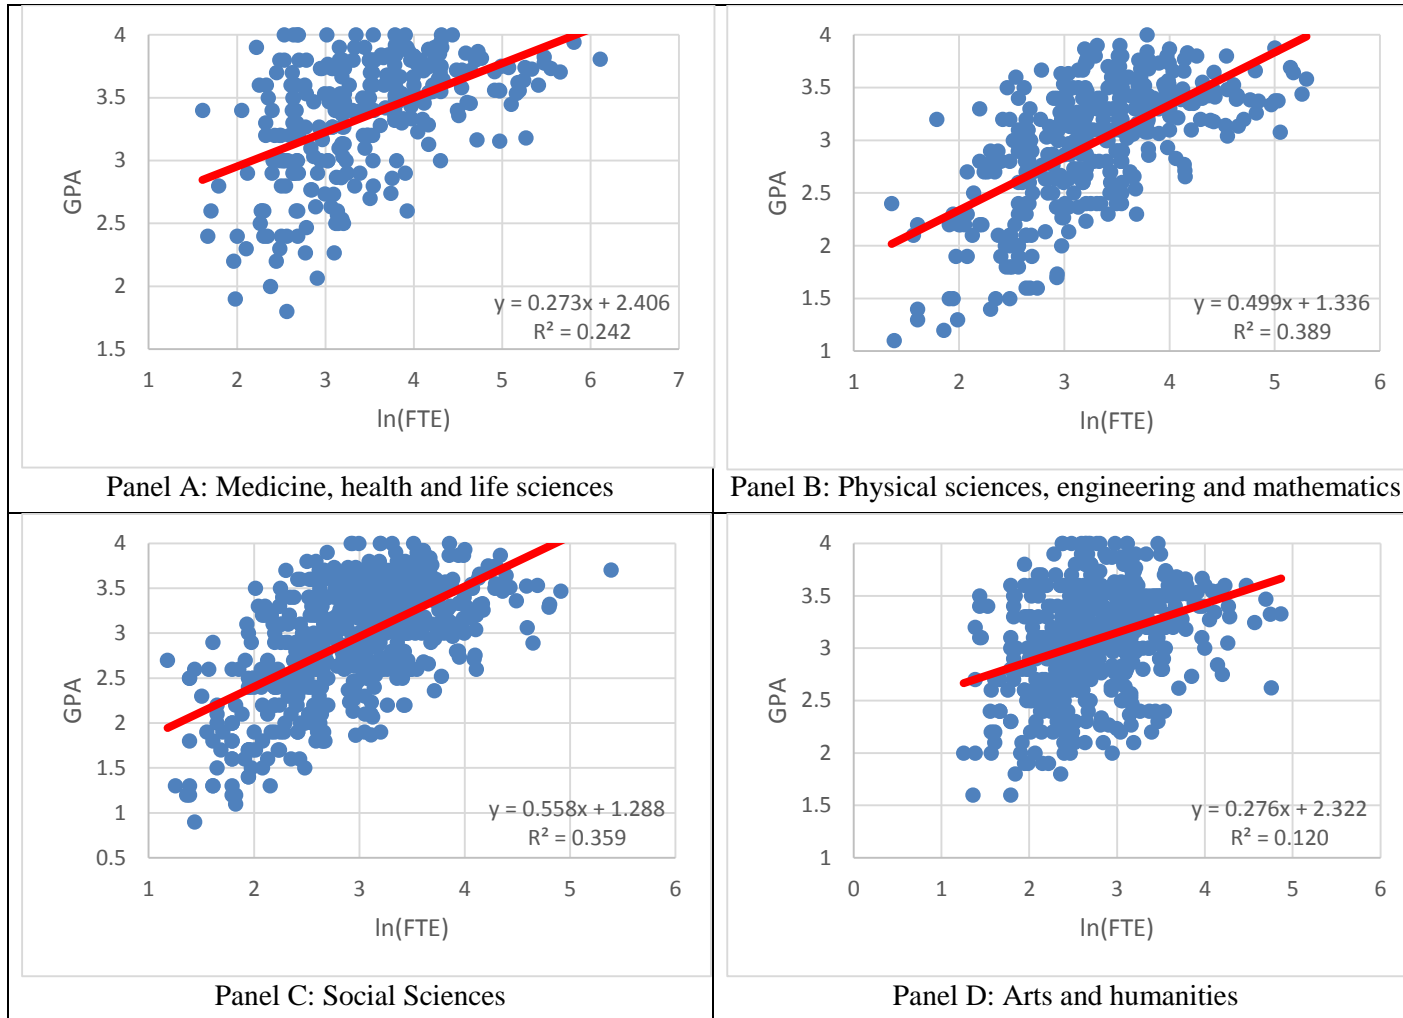 4
3.5
3
2.5
2
1.5
GPA
y = 0.273x + 2.406
R² = 0.242
1 2 3 4 5 6 7
ln(FTE)
Panel A: Medicine, health and life sciences
4
3.5
3
2.5
2
1.5
1
GPA
y = 0.499x + 1.336
R² = 0.389
1 2 3 4 5 6
ln(FTE)
Panel B: Physical sciences, engineering and mathematics
4
3.5
3
2.5
2
1.5
1
0.5
GPA
y = 0.558x + 1.288
R² = 0.359
1 2 3 4 5 6
ln(FTE)
Panel C: Social Sciences
4
3.5
3
2.5
2
1.5
1
GPA
y = 0.276x + 2.322
R² = 0.120
0 1 2 3 4 5 6
ln(FTE)
Panel D: Arts and humanities